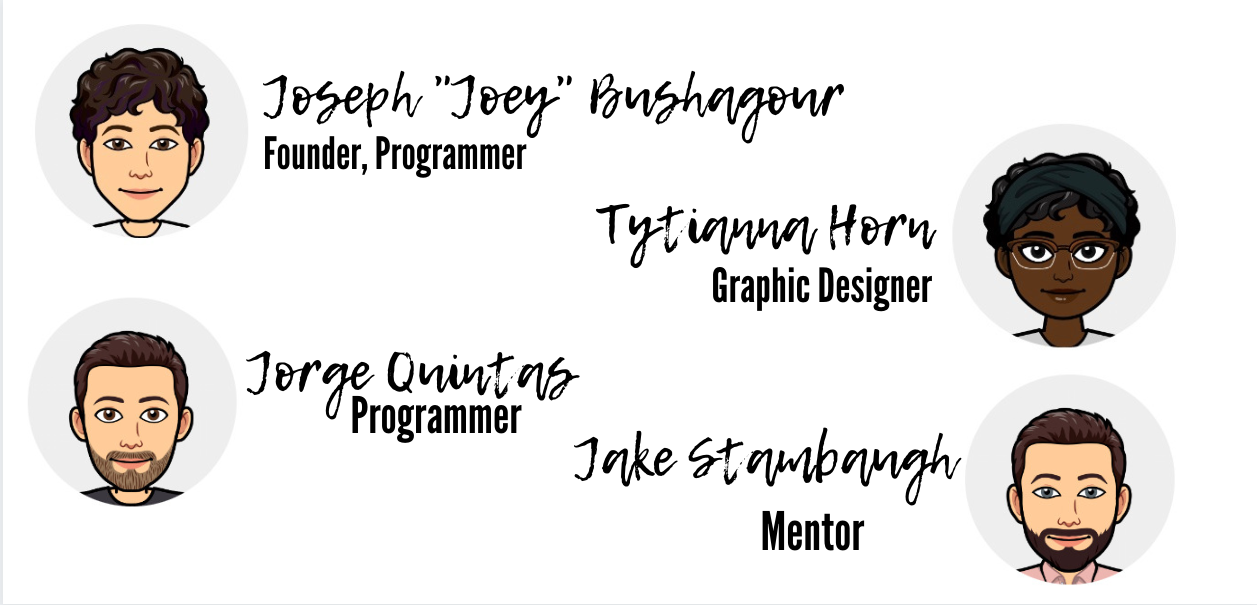 Joseph "Joey" Bushagour
Founder, Programmer
Tytianna Horn
Graphic Designer
Jorge Quintas
Programmer
Jake Stambaugh
Mentor